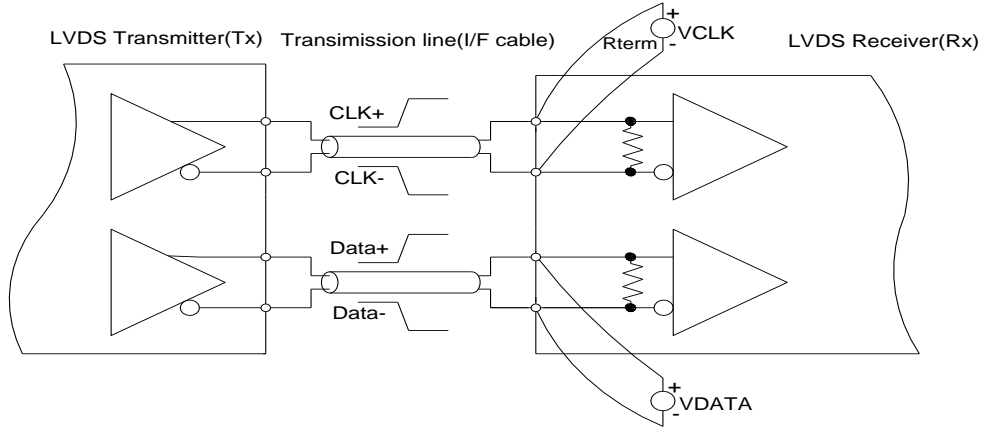 LVDS Transmitter(Tx) Transimission line(I/F cable) LVDS Receiver(Rx)
+
VCLK
Rterm -
CLK+
CLK-
Data+
Data-
+
VDATA
-